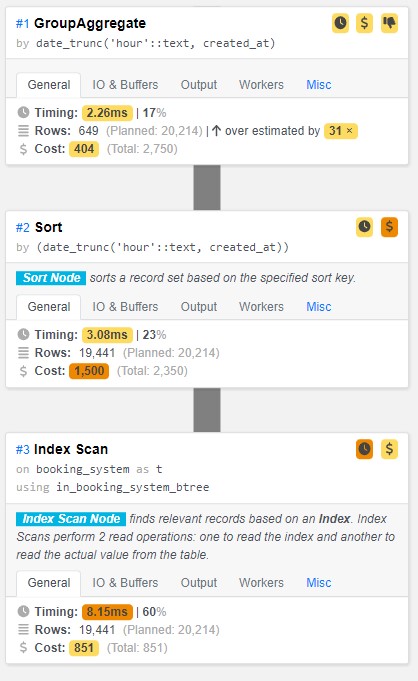 #1 GroupAggregate
by date_trunc('hour'::text, created_at)
General IO & Buffers Output Workers Misc
Timing: 2.26ms | 17%
Rows: 649 (Planned: 20,214) | over estimated by 31 ×
$ Cost: 404 (Total: 2,750)
#2 Sort
by (date_trunc('hour'::text, created_at))
Sort Node sorts a record set based on the specified sort key.
General IO & Buffers Output Workers Misc
Timing: 3.08ms | 23%
Rows: 19,441 (Planned: 20,214)
$ Cost: 1,500 (Total: 2,350)
#3 Index Scan
on booking_system as t
using in_booking_system_btree
Index Scan Node finds relevant records based on an Index. Index
Scans perform 2 read operations: one to read the index and another to
read the actual value from the table.
General IO & Buffers Output Workers Misc
Timing: 8.15ms | 60%
Rows: 19,441 (Planned: 20,214)
$ Cost: 851 (Total: 851)